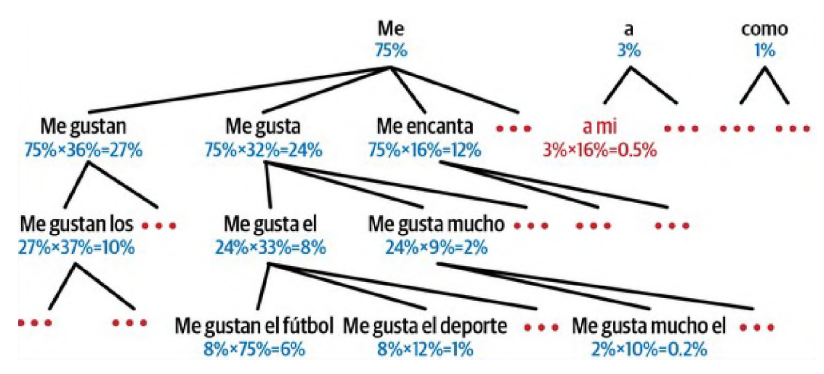 Me a como
75% 3% 1%
Me gustan Me gusta Me encanta ... a mi ... ... ...
75%×36%=27% 75%×32%=24% 75%×16%=12% 3%×16%=0.5%
Me gustan los ... Me gusta el Me gusta mucho ... ... ...
27%×37%=10% 24%×33%=8% 24%×9%=2%
... ... Me gustan el fútbol Me gusta el deporte ... Me gusta mucho el ...
8%×75%=6% 8%×12%=1% 2%×10%=0.2%